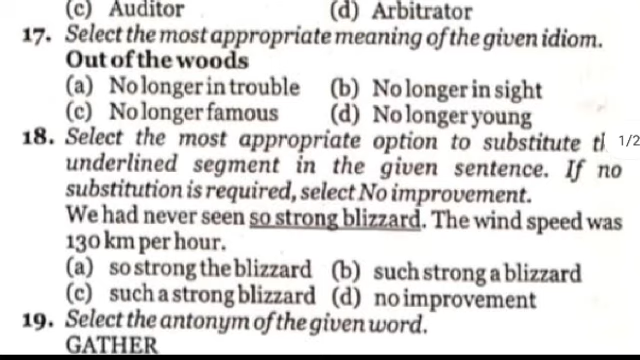 (c) Auditor (d) Arbitrator
17. Select the most appropriate meaning of the given idiom.
Out of the woods
(a) No longer in trouble (b) No longer in sight
(c) No longer famous (d) No longer young
18. Select the most appropriate option to substitute 1/2
underlined segment in the given sentence. If no
substitution is required, select No improvement.
We had never seen so strong blizzard. The wind speed was
130 km per hour.
(a) so strong the blizzard (b) such strong a blizzard
(c) such a strong blizzard (d) no improvement
19. Select the antonym of the given word.
GATHER